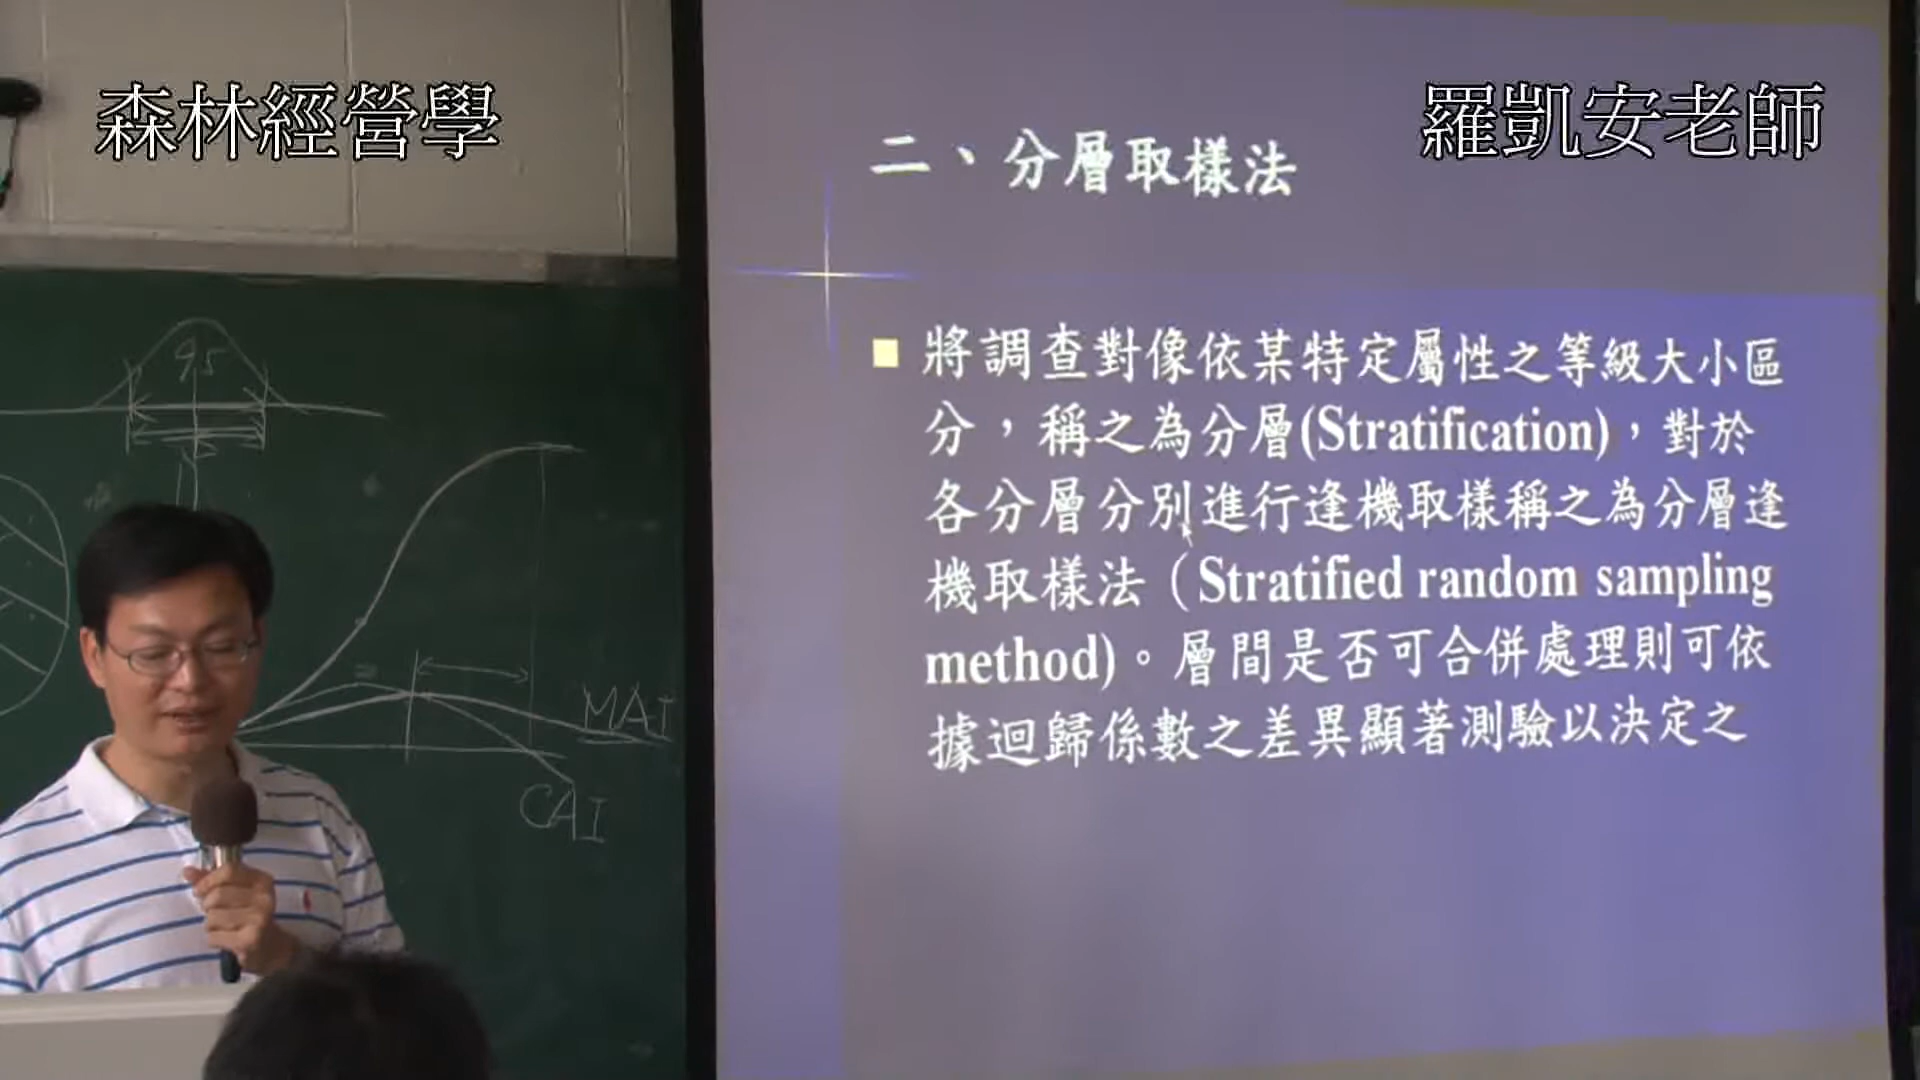 森林經營學
羅凱安老師
二、分層取樣法
將調查對像依某特定屬性之等級大小區
分，稱之為分層(Stratification)，對於
各分層分別進行逢機取樣稱之為分層逢
機取樣法（Stratified random sampling
method)。層間是否可合併處理則可依
據迴歸係數之差異顯著測驗以決定之
95
MAI
CAI